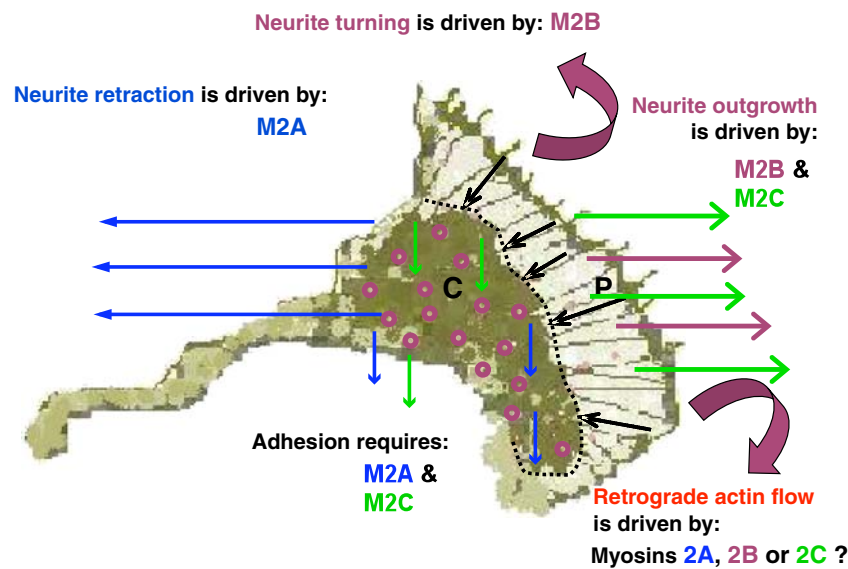 Neurite turning is driven by: M2B
Neurite retraction is driven by:
M2A
Neurite outgrowth
is driven by:
M2B &
M2C
C
P
Adhesion requires:
M2A &
M2C
Retrograde actin flow
is driven by:
Myosins 2A, 2B or 2C ?